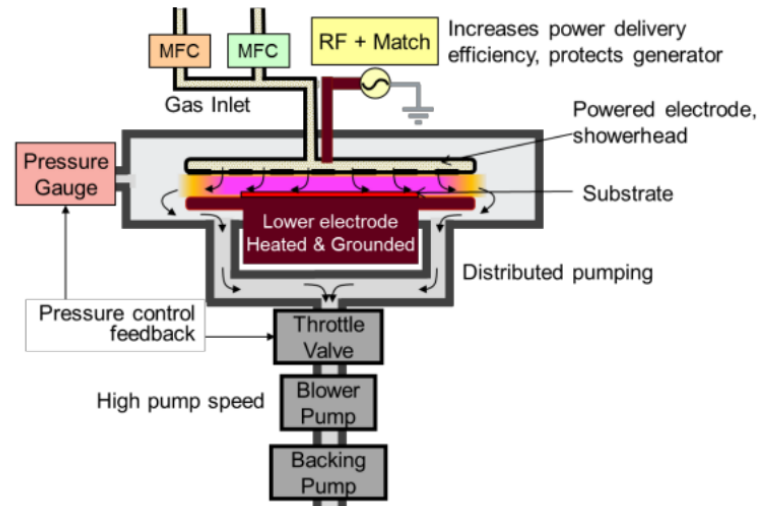 MFC
MFC
RF + Match
Increases power delivery
efficiency, protects generator
Gas Inlet
Powered electrode,
showerhead
Pressure
Gauge
Substrate
Lower electrode
Heated & Grounded
Distributed pumping
Pressure control
feedback
Throttle
Valve
High pump speed
Blower
Pump
Backing
Pump